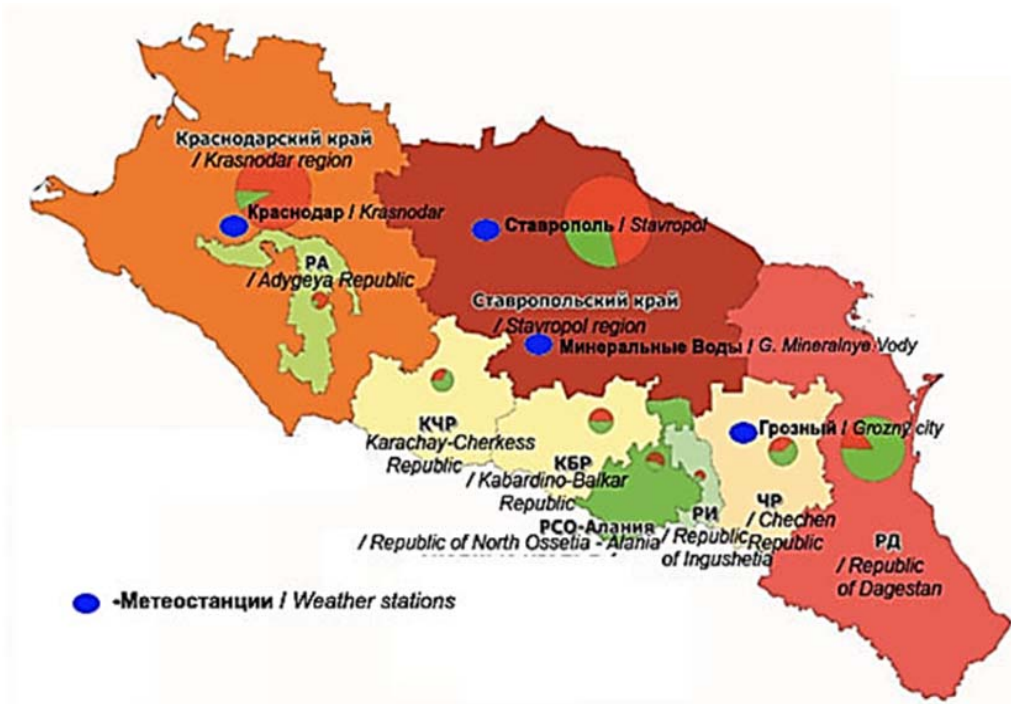 Краснодарский край
/ Krasnodar region
Краснодар / Krasnodar
РА
/ Adygeya Republic
Ставрополь / Stavropol
Ставропольский край
/ Stavropol region
Минеральные Воды / G. Mineralnye Vody
КЧР
Karachay-Cherkess
Republic
КБР
/ Kabardino-Balkar
Republic
РСО-Алания
/ Republic of North Ossetia - Alania
РИ
/ Republic
of Ingushetia
Грозный / Grozny city
ЧР
/ Chechen
Republic
РД
/ Republic
of Dagestan
-Метеостанции / Weather stations